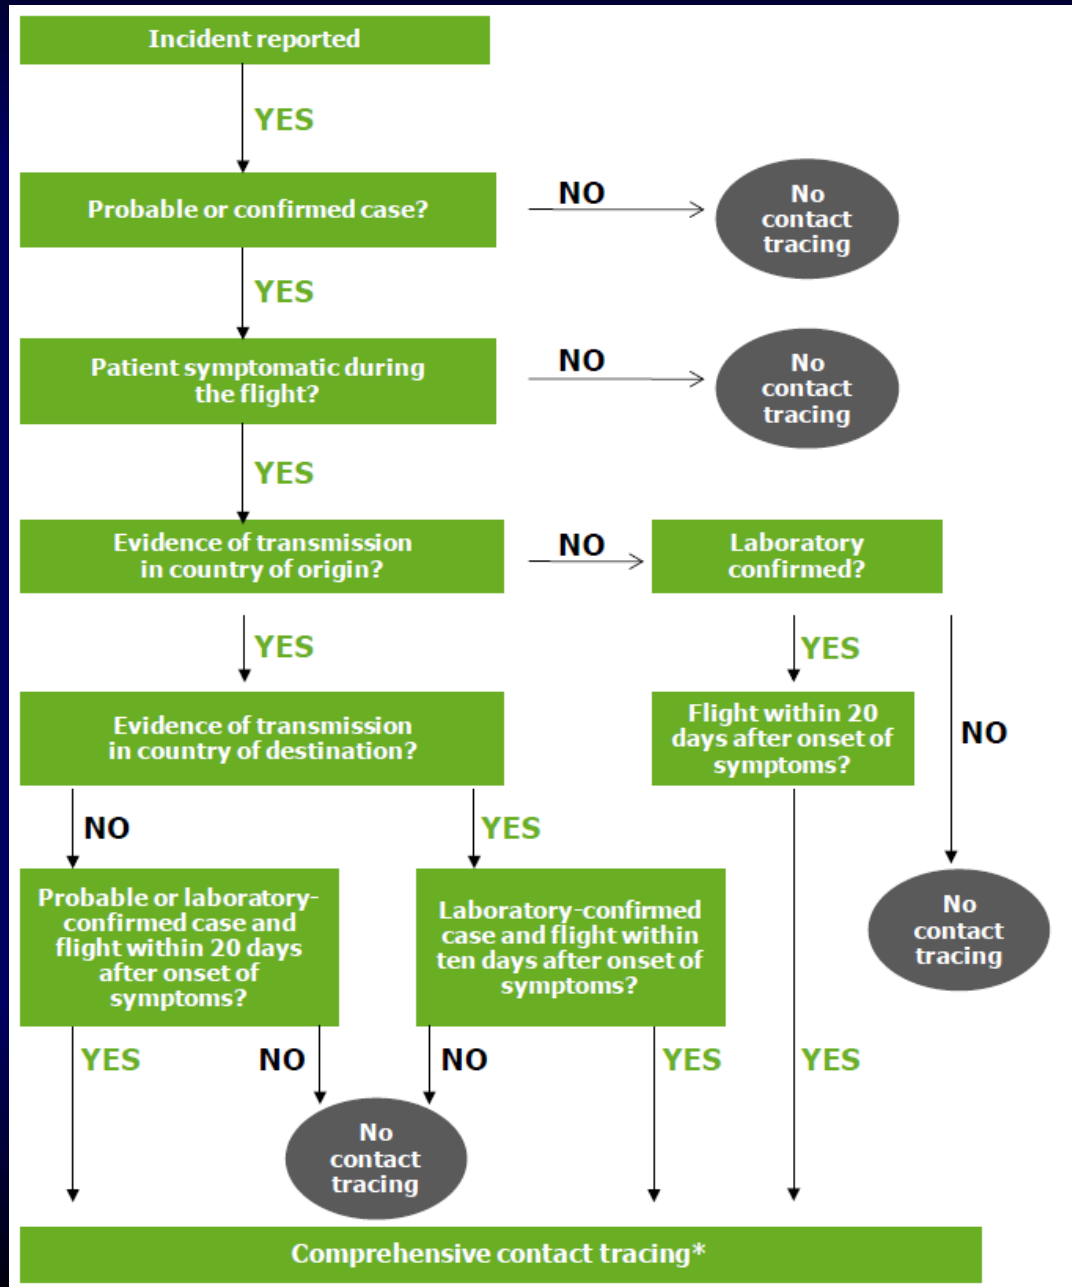 Incident reported
YES
Probable or confirmed case?
NO
No
contact
tracing
YES
Patient symptomatic during
the flight?
NO
No
contact
tracing
YES
Evidence of transmission
in country of origin?
NO
Laboratory
confirmed?
YES
YES
NO
Evidence of transmission
in country of destination?
Flight within 20
days after onset of
symptoms?
NO
YES
Probable or laboratory-
confirmed case and
flight within 20 days
after onset of
symptoms?
Laboratory-confirmed
case and flight within
ten days after onset of
symptoms?
No
contact
tracing
YES
NO
NO
YES
YES
No
contact
tracing
Comprehensive contact tracing*